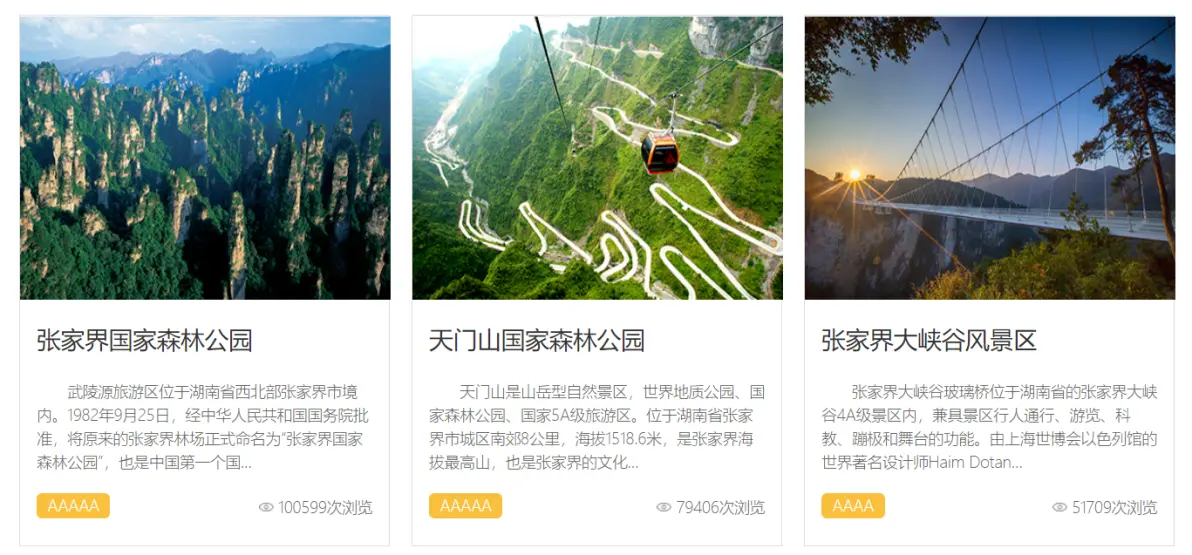 张家界国家森林公园
武陵源旅游区位于湖南省西北部张家界市境
内。1982年9月25日，经中华人民共和国国务院批
准，将原来的张家界林场正式命名为“张家界国家
森林公园”，也是中国第一个国...
AAAAA
100599次浏览
天门山国家森林公园
天门山是山岳型自然景区，世界地质公园、国
家森林公园、国家5A级旅游区。位于湖南省张家
界市城区南郊8公里，海拔1518.6米，是张家界海
拔最高山，也是张家界的文化...
AAAAA
79406次浏览
张家界大峡谷风景区
张家界大峡谷玻璃桥位于湖南省的张家界大峡
谷4A级景区内，兼具景区行人通行、游览、科
教、蹦极和舞台的功能。由上海世博会以色列馆的
世界著名设计师Haim Dotan...
AAAA
51709次浏览